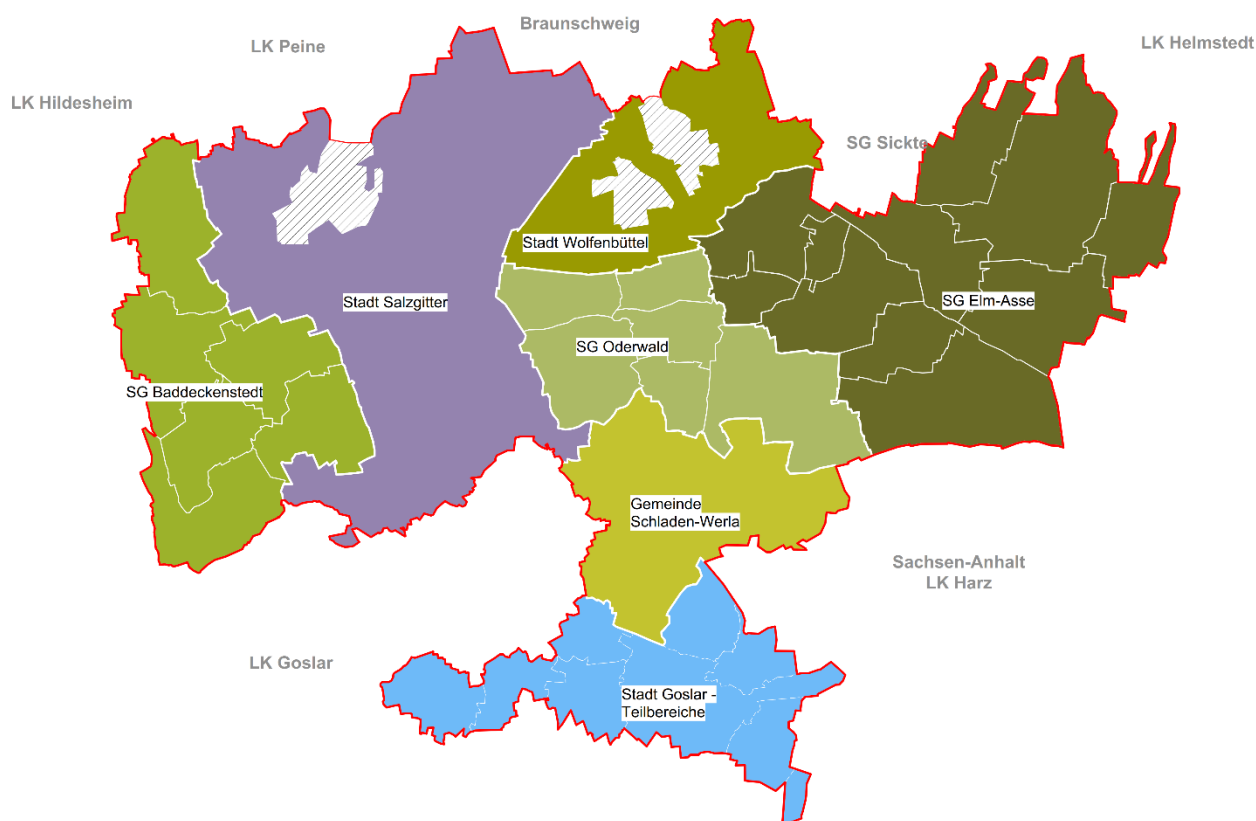 Braunschweig
LK Peine
LK Helmstedt
LK Hildesheim
SG Sickte
Stadt Wolfenbüttel
Stadt Salzgitter
SG Elm-Asse
SG Oderwald
SG Baddeckenstedt
Gemeinde
Schladen-Werla
Sachsen-Anhalt
LK Harz
LK Goslar
Stadt Goslar -
Teilbereiche